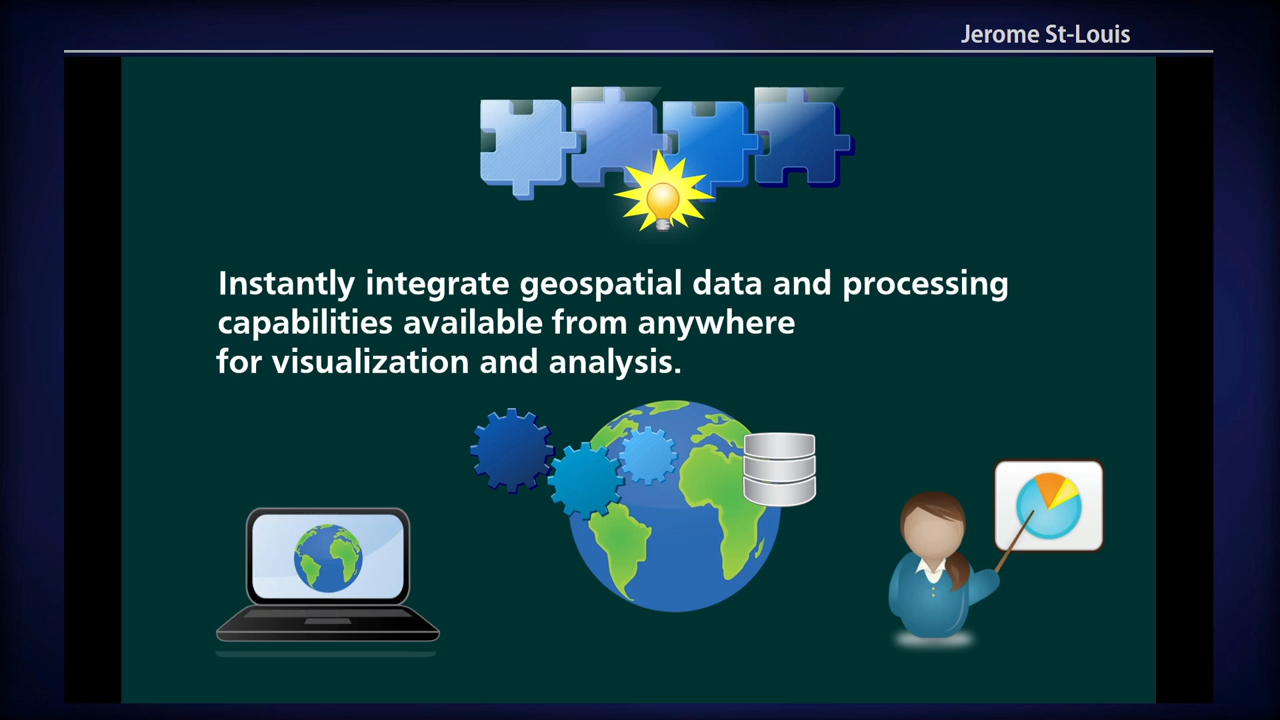 Jerome St-Louis
Instantly integrate geospatial data and processing
capabilities available from anywhere
for visualization and analysis.